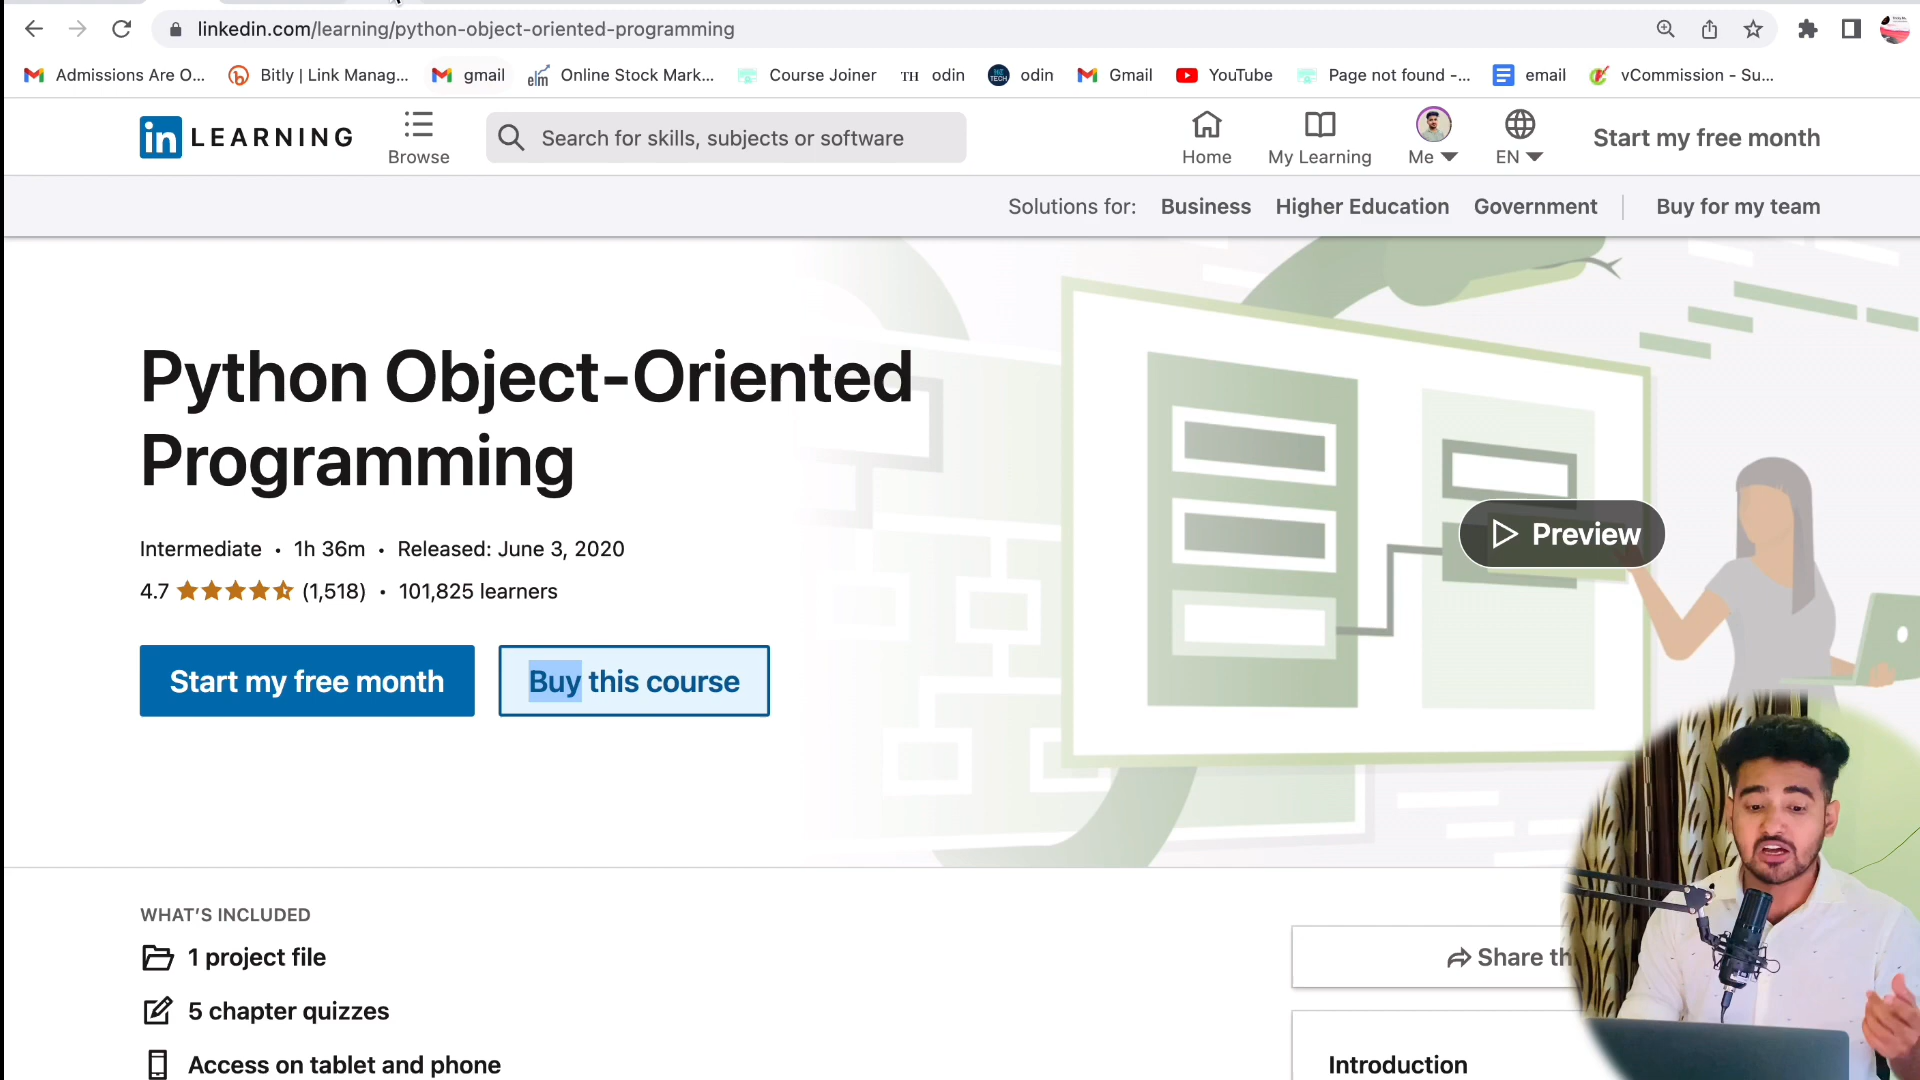 linkedin.com/learning/python-object-oriented-programming
Admissions Are O...
Bitly | Link Manag...
gmail
elm
Online Stock Mark...
Course Joiner
TH
odin
odin
Gmail
YouTube
Page not found -...
email
vCommission - Su...
in LEARNING
Browse
Search for skills, subjects or software
Home
My Learning
Me
EN
Start my free month
Solutions for:
Business
Higher Education
Government
Buy for my team
Python Object-Oriented
Programming
Preview
Intermediate • 1h 36m • Released: June 3, 2020
4.7 (1,518) • 101,825 learners
Start my free month
Buy this course
WHAT'S INCLUDED
1 project file
Share th
5 chapter quizzes
Access on tablet and phone
Introduction